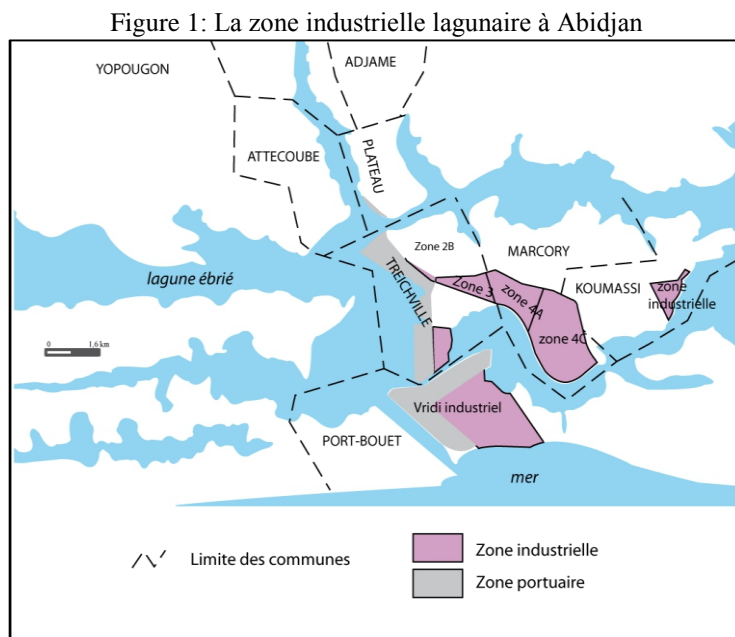 Figure 1: La zone industrielle lagunaire à Abidjan
YOPOUGON
ADJAME
ATTECOUBE
PLATEAU
Zone 2B
MARCORY
lagune ébrié
TREICHVILLE
Zone 3
zone 4A
KOUMASSI
zone
industrielle
zone 4C
1,6 km
Vridi industriel
PORT-BOUET
mer
Limite des communes
Zone industrielle
Zone portuaire